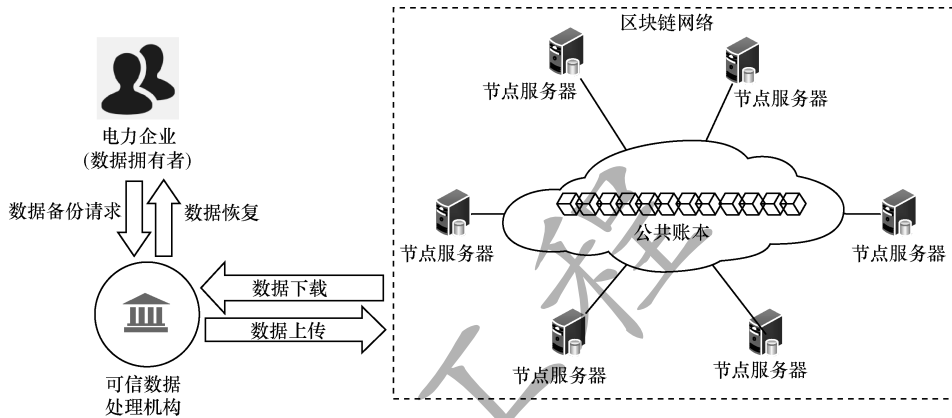 区块链网络
节点服务器
节点服务器
电力企业
(数据拥有者)
数据备份请求
数据恢复
节点服务器
公共账本
节点服务器
数据下载
数据上传
节点服务器
节点服务器
可信数据
处理机构
工程